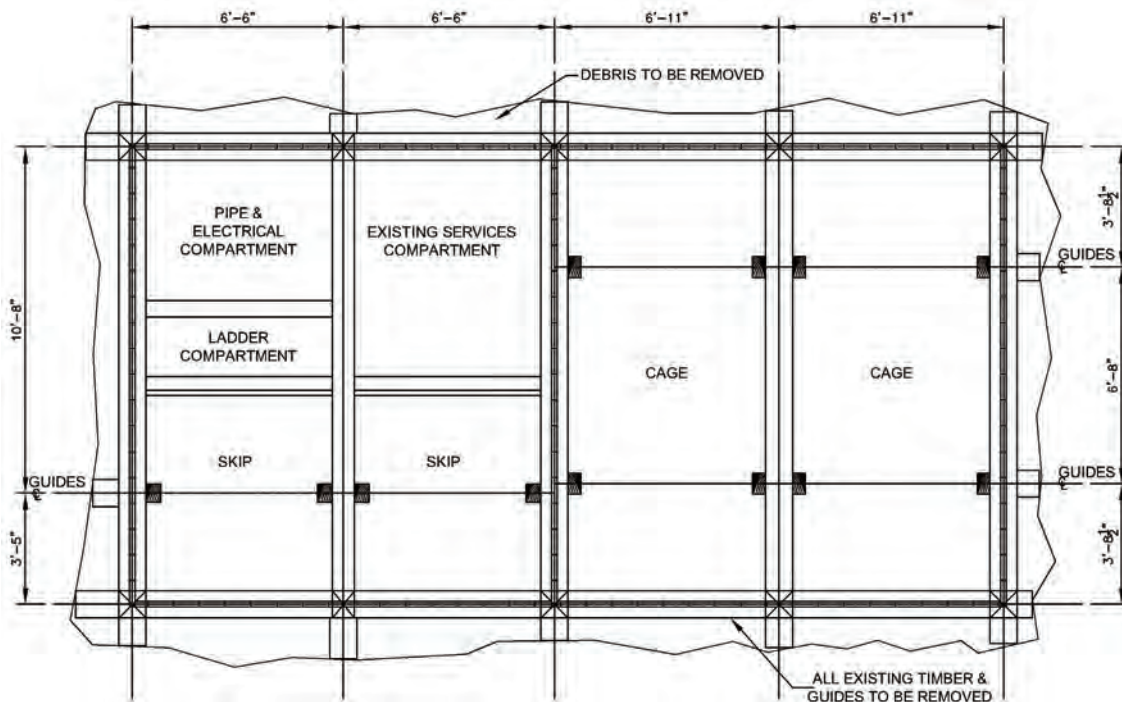 6'-6"
6'-6"
6'-11"
6'-11"
DEBRIS TO BE REMOVED
10'-8"
3'-5"
PIPE &
ELECTRICAL
COMPARTMENT
EXISTING SERVICES
COMPARTMENT
LADDER
COMPARTMENT
SKIP
SKIP
CAGE
CAGE
GUIDES
GUIDES
GUIDES
3'-8½"
6'-8"
3'-8½"
ALL EXISTING TIMBER &
GUIDES TO BE REMOVED